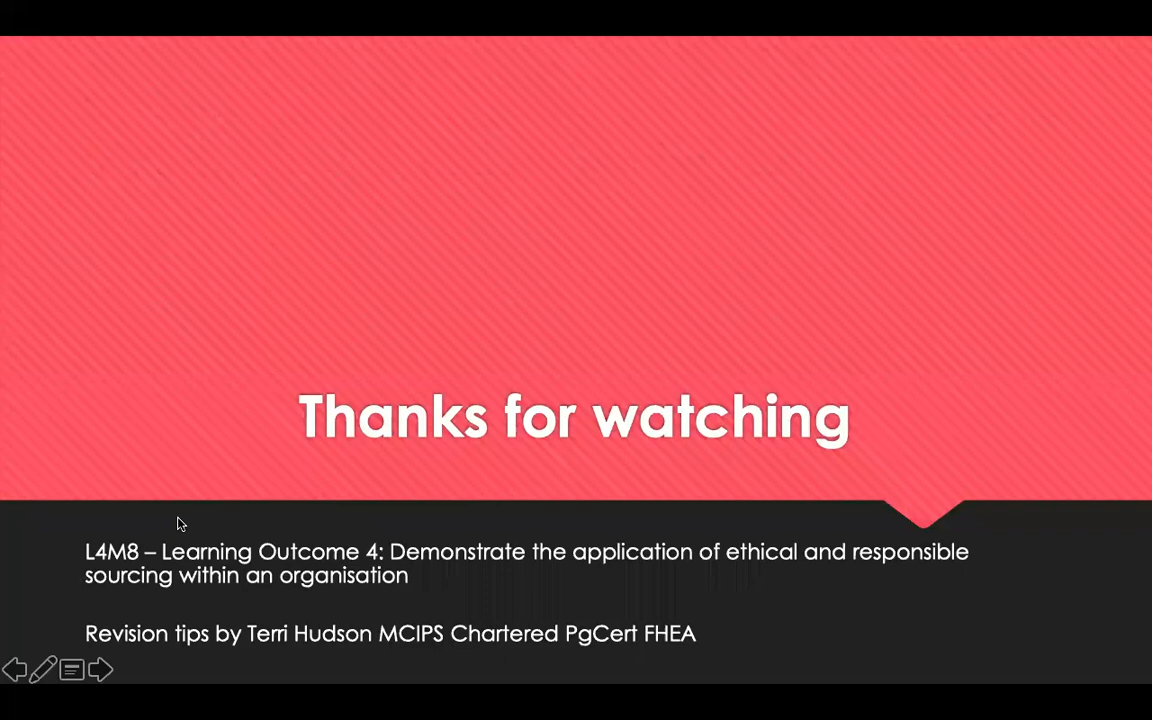 Thanks for watching
L4M8 – Learning Outcome 4: Demonstrate the application of ethical and responsible
sourcing within an organisation
Revision tips by Terri Hudson MCIPS Chartered PgCert FHEA